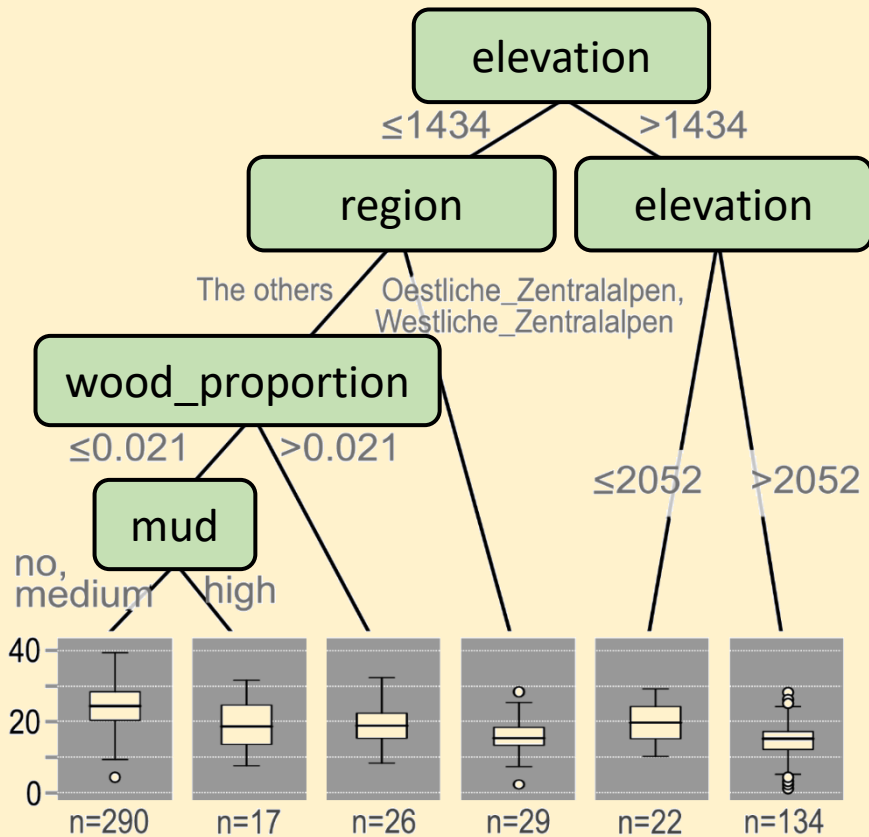 elevation
≤1434
>1434
region
elevation
The others
Oestliche_Zentralalpen,
Westliche_Zentralalpen
wood_proportion
≤0.021
>0.021
≤2052
>2052
mud
no,
medium
high
40
20
0
n=290
n=17
n=26
n=29
n=22
n=134